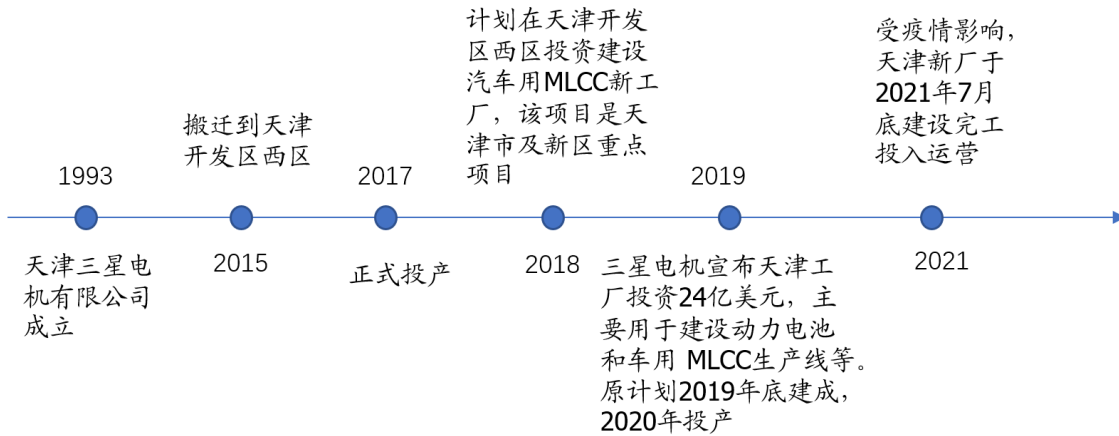 1993
天津三星电
机有限公司
成立
搬迁到天津
开发区西区
2015
2017
正式投产
计划在天津开发
区西区投资建设
汽车用MLCC新工
厂，该项目是天
津市及新区重点
项目
2018
2019
三星电机宣布天津工
厂投资24亿美元，主
要用于建设动力电池
和车用 MLCC生产线等。
原计划2019年底建成，
2020年投产
受疫情影响，
天津新厂于
2021年7月
底建设完工
投入运营
2021